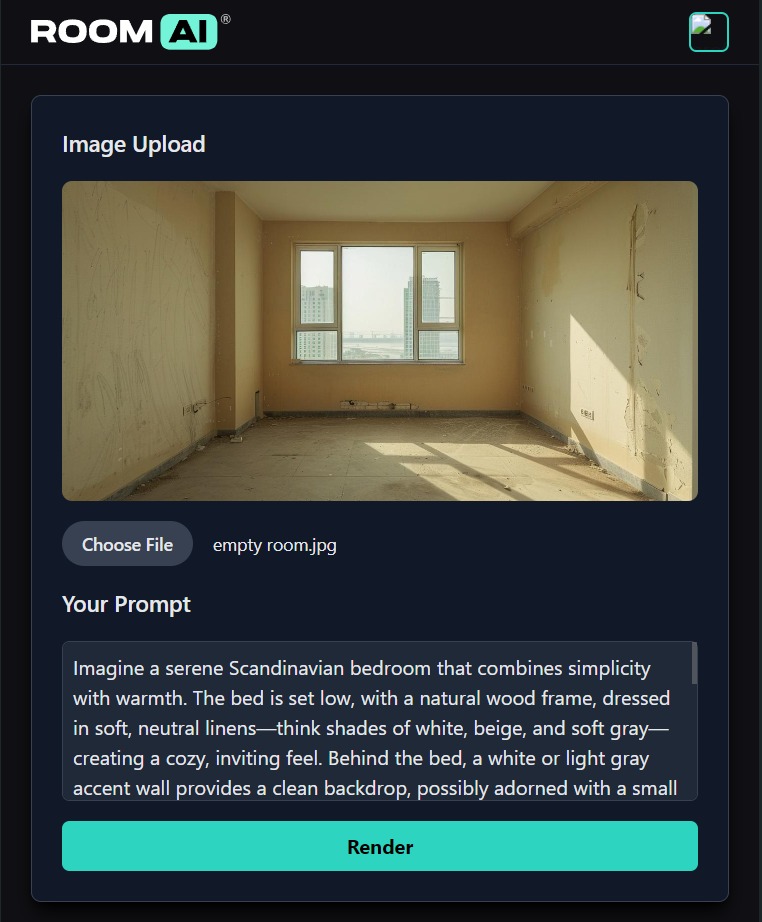 ROOM AI®
Image Upload
Choose File empty room.jpg
Your Prompt
Imagine a serene Scandinavian bedroom that combines simplicity
with warmth. The bed is set low, with a natural wood frame, dressed
in soft, neutral linens—think shades of white, beige, and soft gray—
creating a cozy, inviting feel. Behind the bed, a white or light gray
accent wall provides a clean backdrop, possibly adorned with a small
Render